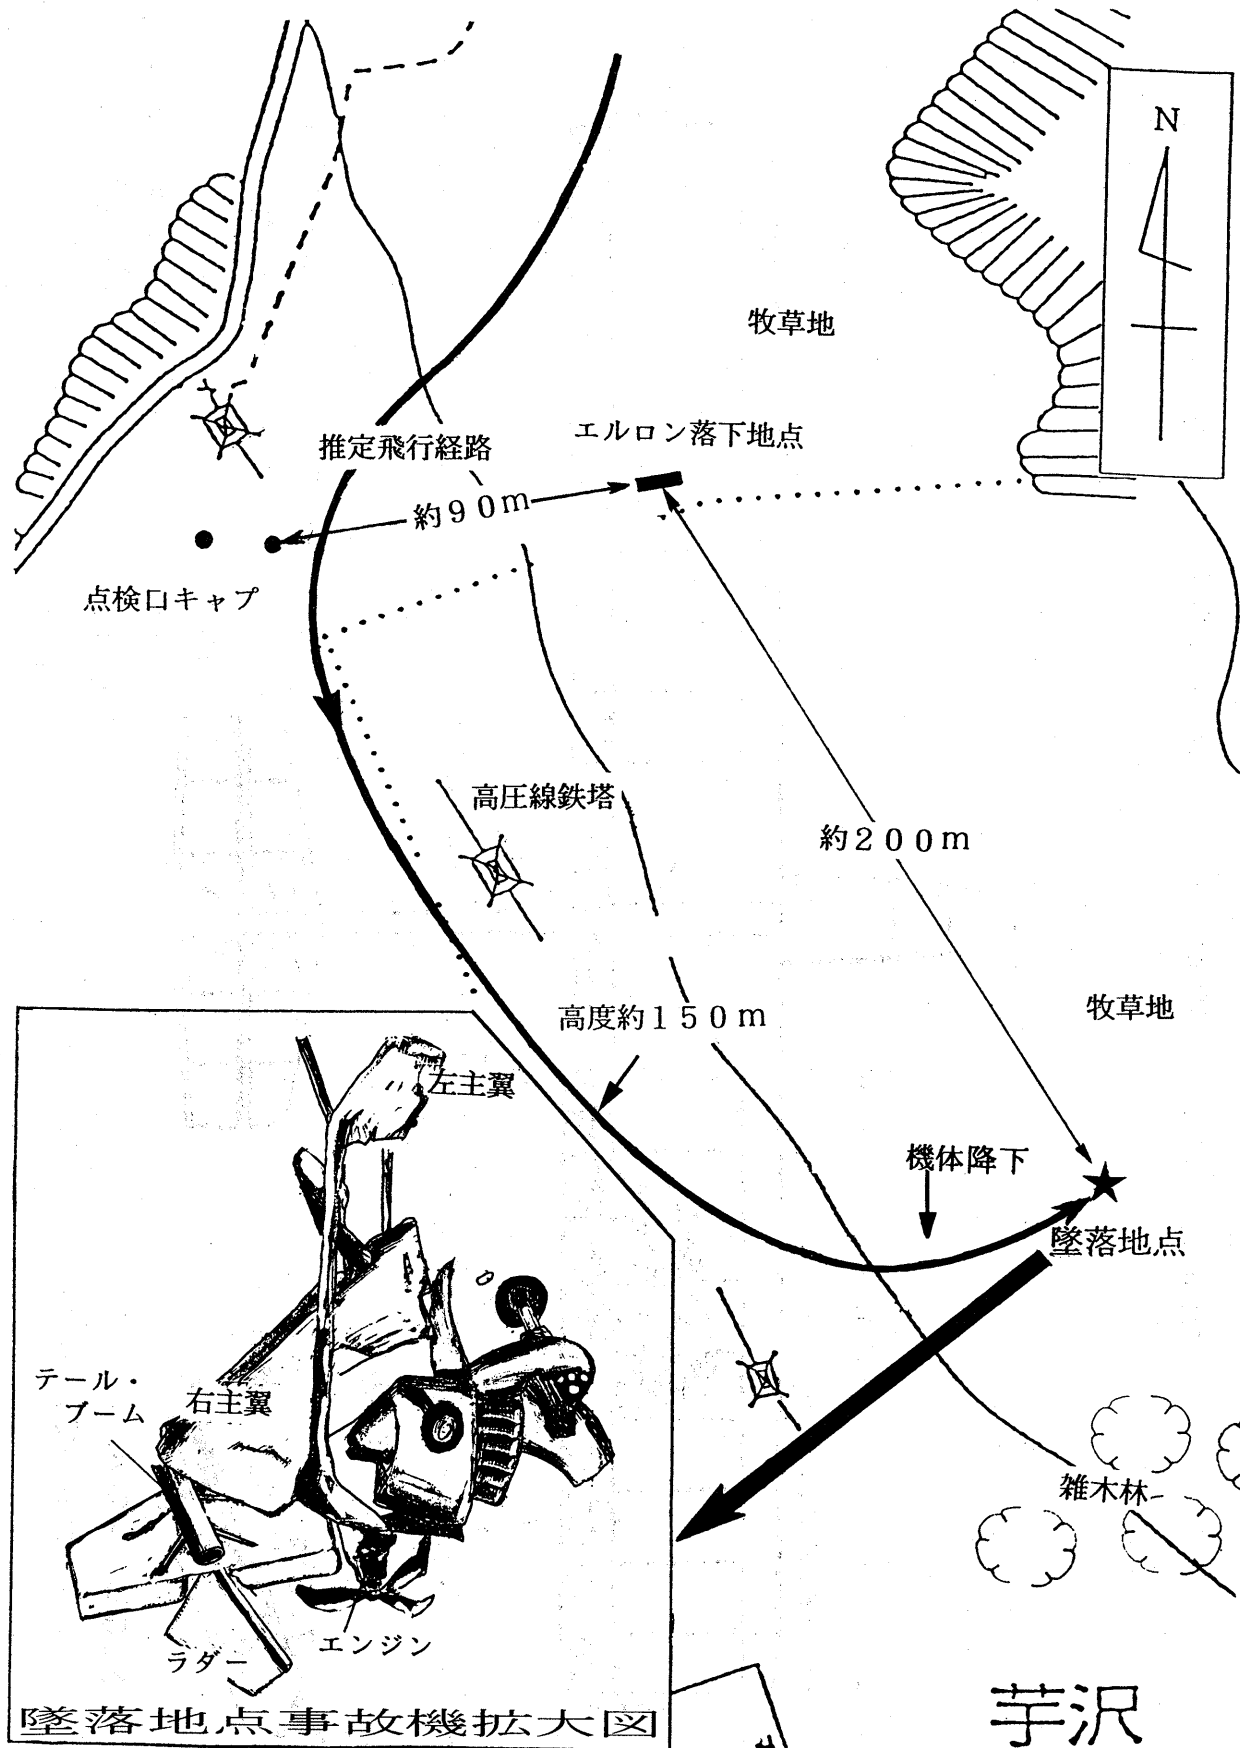 N
牧草地
エルロン落下地点
推定飛行経路
約90m
点検口キャプ
高圧線鉄塔
約200m
牧草地
高度約150m
機体降下
墜落地点
左主翼
テール・
ブーム
右主翼
エンジン
ラダー
雑木林
墜落地点事故機拡大図
芋沢